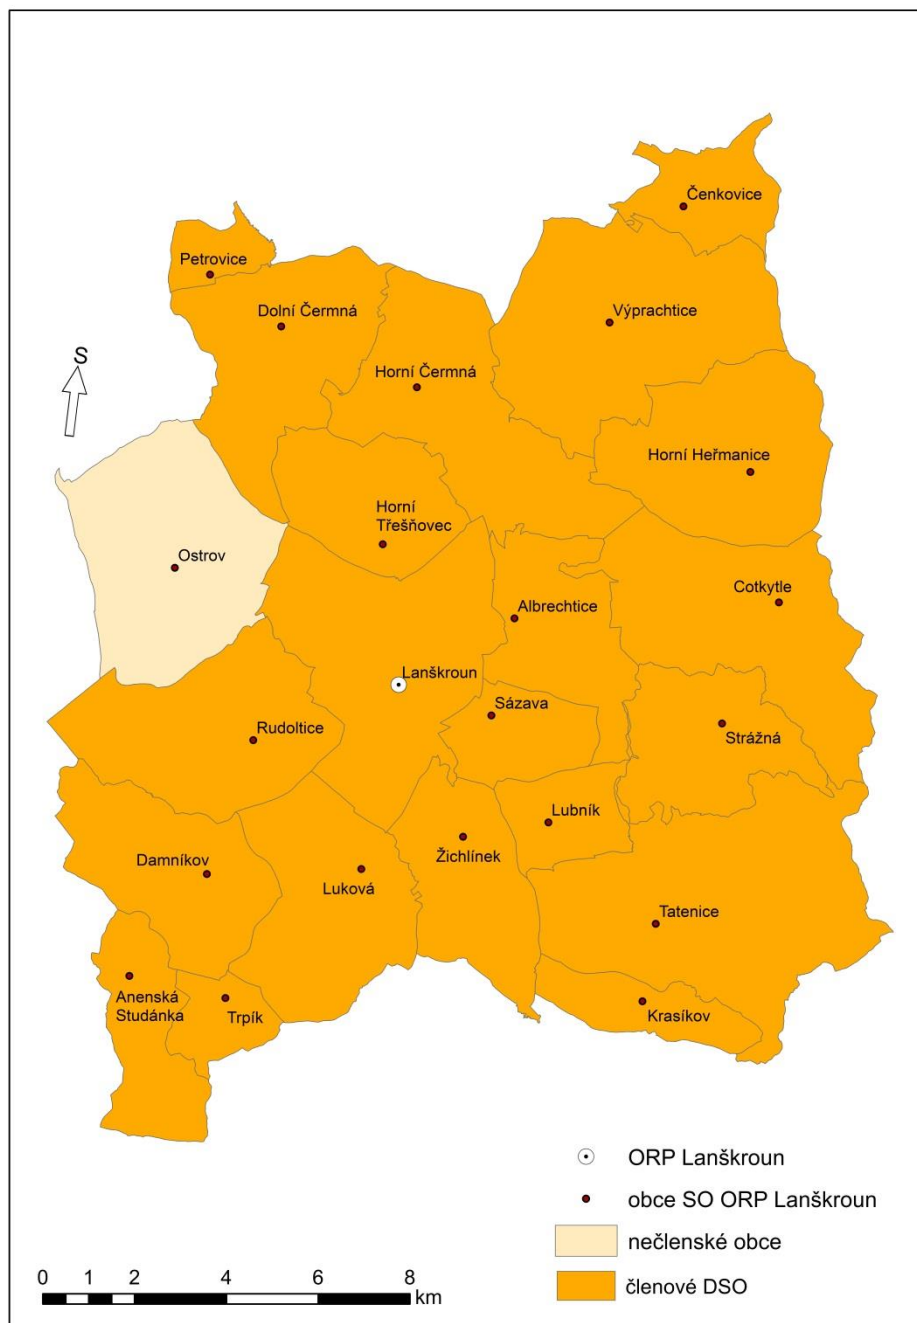 Čenkovice
Petrovice
Dolní Čermná
Výprachtice
S
Horní Čermná
Horní Heřmanice
Horní
Třešňovec
Ostrov
Cotkytle
Albrechtice
Lanškroun
Sázava
Rudoltice
Strážná
Lubník
Žichlínek
Damníkov
Luková
Tatenice
Anenská
Studánka
Trpík
Krasíkov
ORP Lanškroun
obce SO ORP Lanškroun
nečlenské obce
členové DSO
0 1 2 4 6 8
km